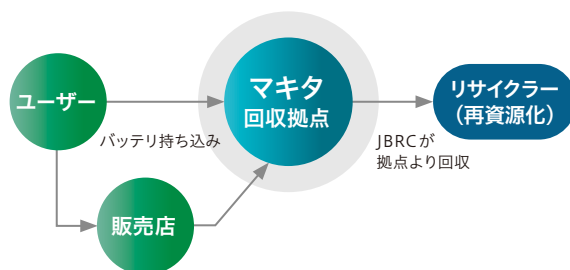 ユーザー
マキタ
回収拠点
リサイクラー
（再資源化）
バッテリ持ち込み
JBRCが
拠点より回収
販売店